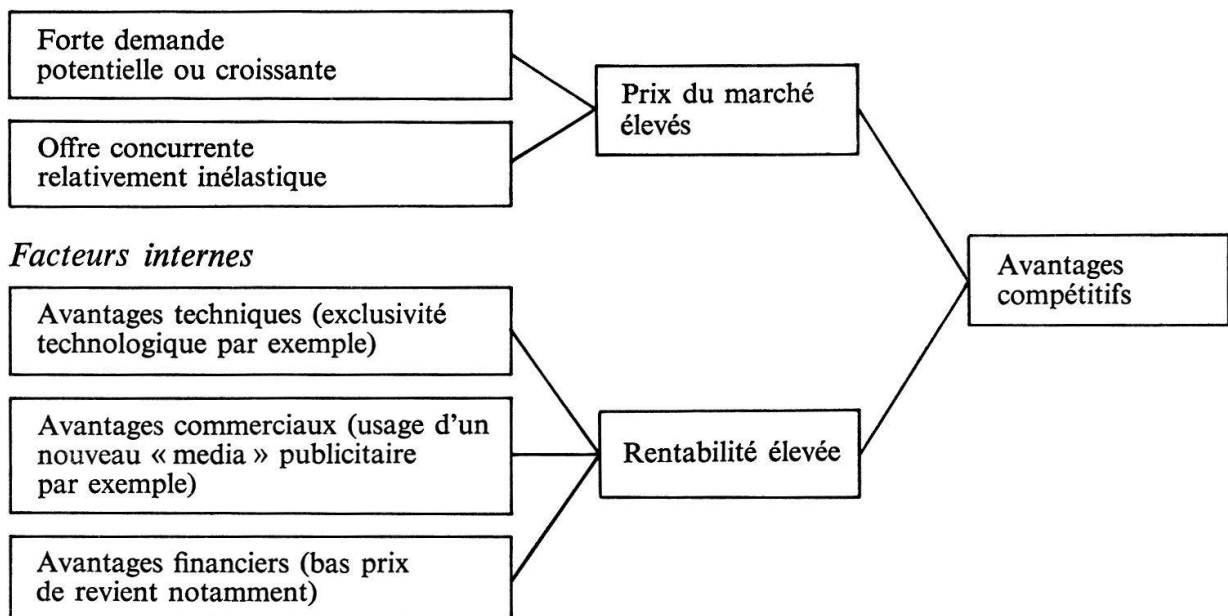 Forte demande
potentielle ou croissante
Prix du marché
élevés
Offre concurrente
relativement inélastique
Facteurs internes
Avantages
compétitifs
Avantages techniques (exclusivité
technologique par exemple)
Avantages commerciaux (usage d'un
nouveau « media » publicitaire
par exemple)
Rentabilité élevée
Avantages financiers (bas prix
de revient notamment)